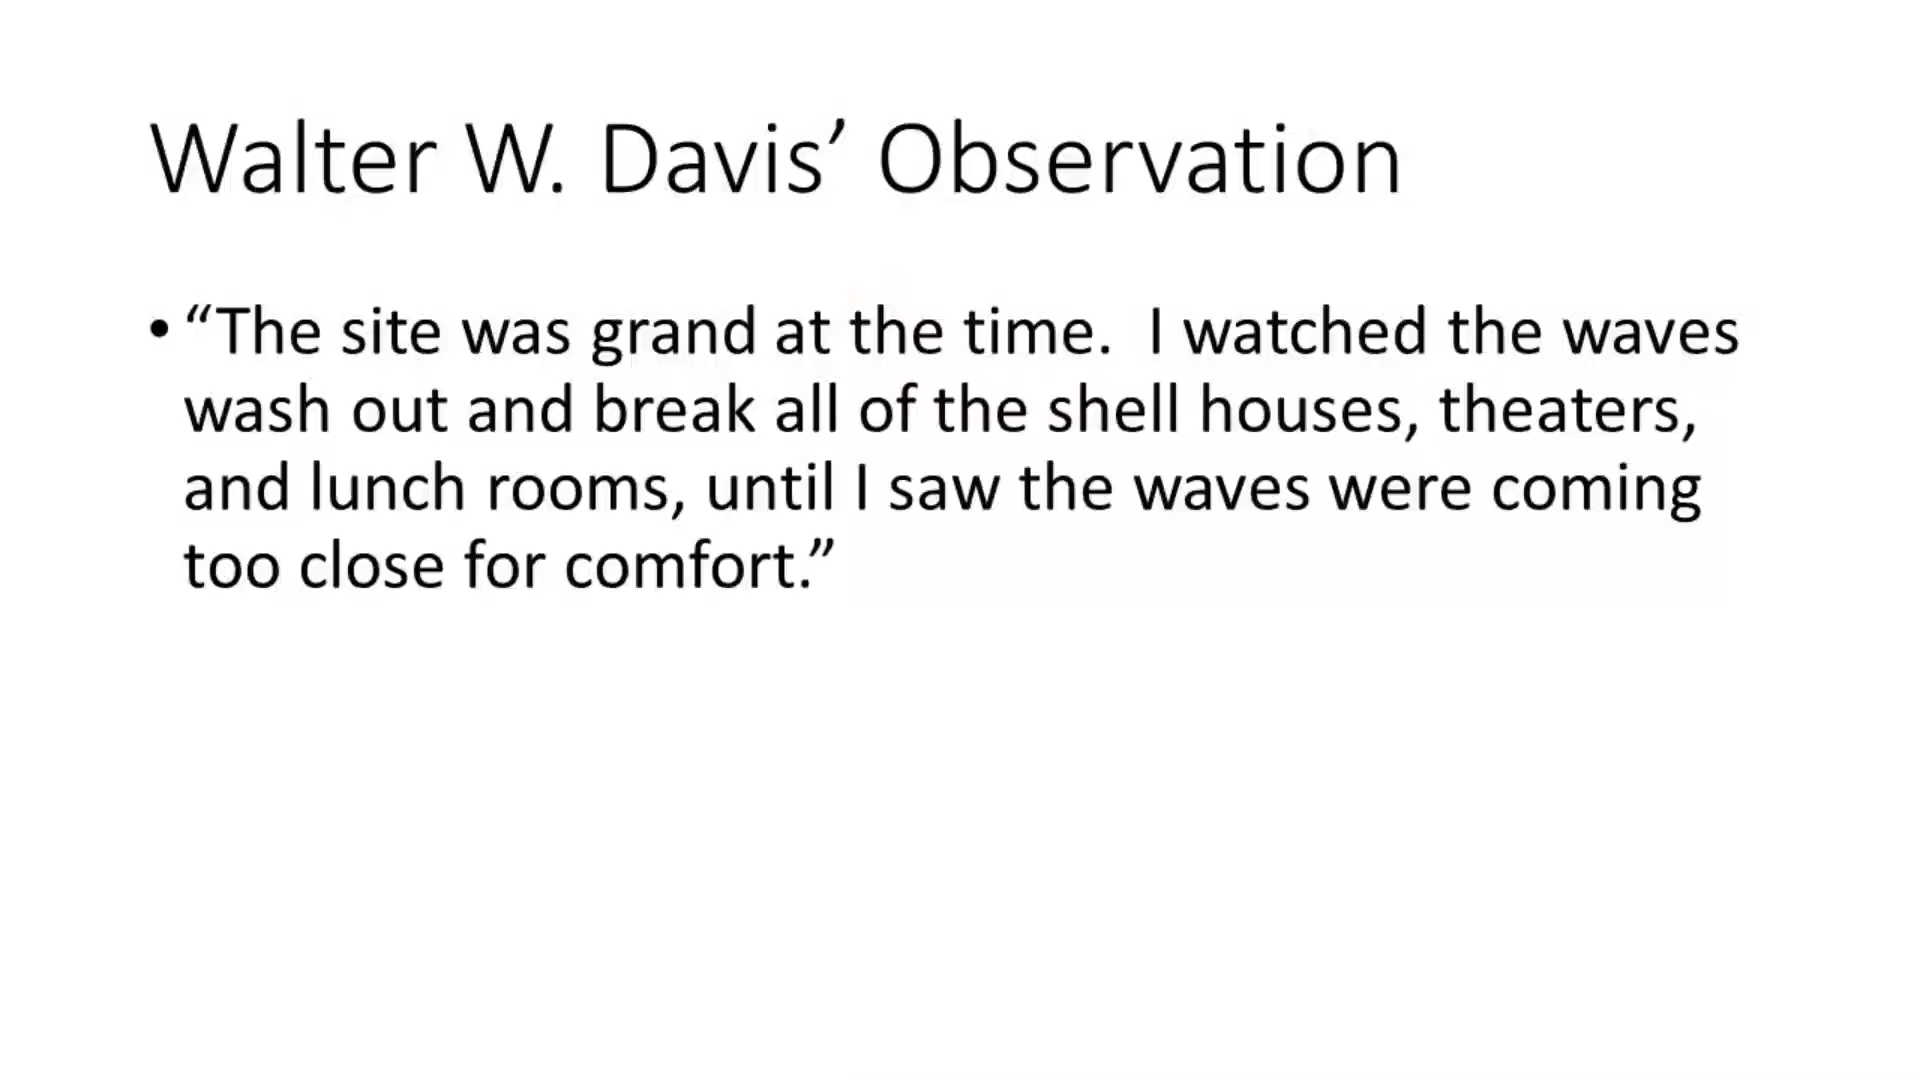 Walter W. Davis’ Observation
• “The site was grand at the time.  I watched the waves
wash out and break all of the shell houses, theaters,
and lunch rooms, until I saw the waves were coming
too close for comfort.”